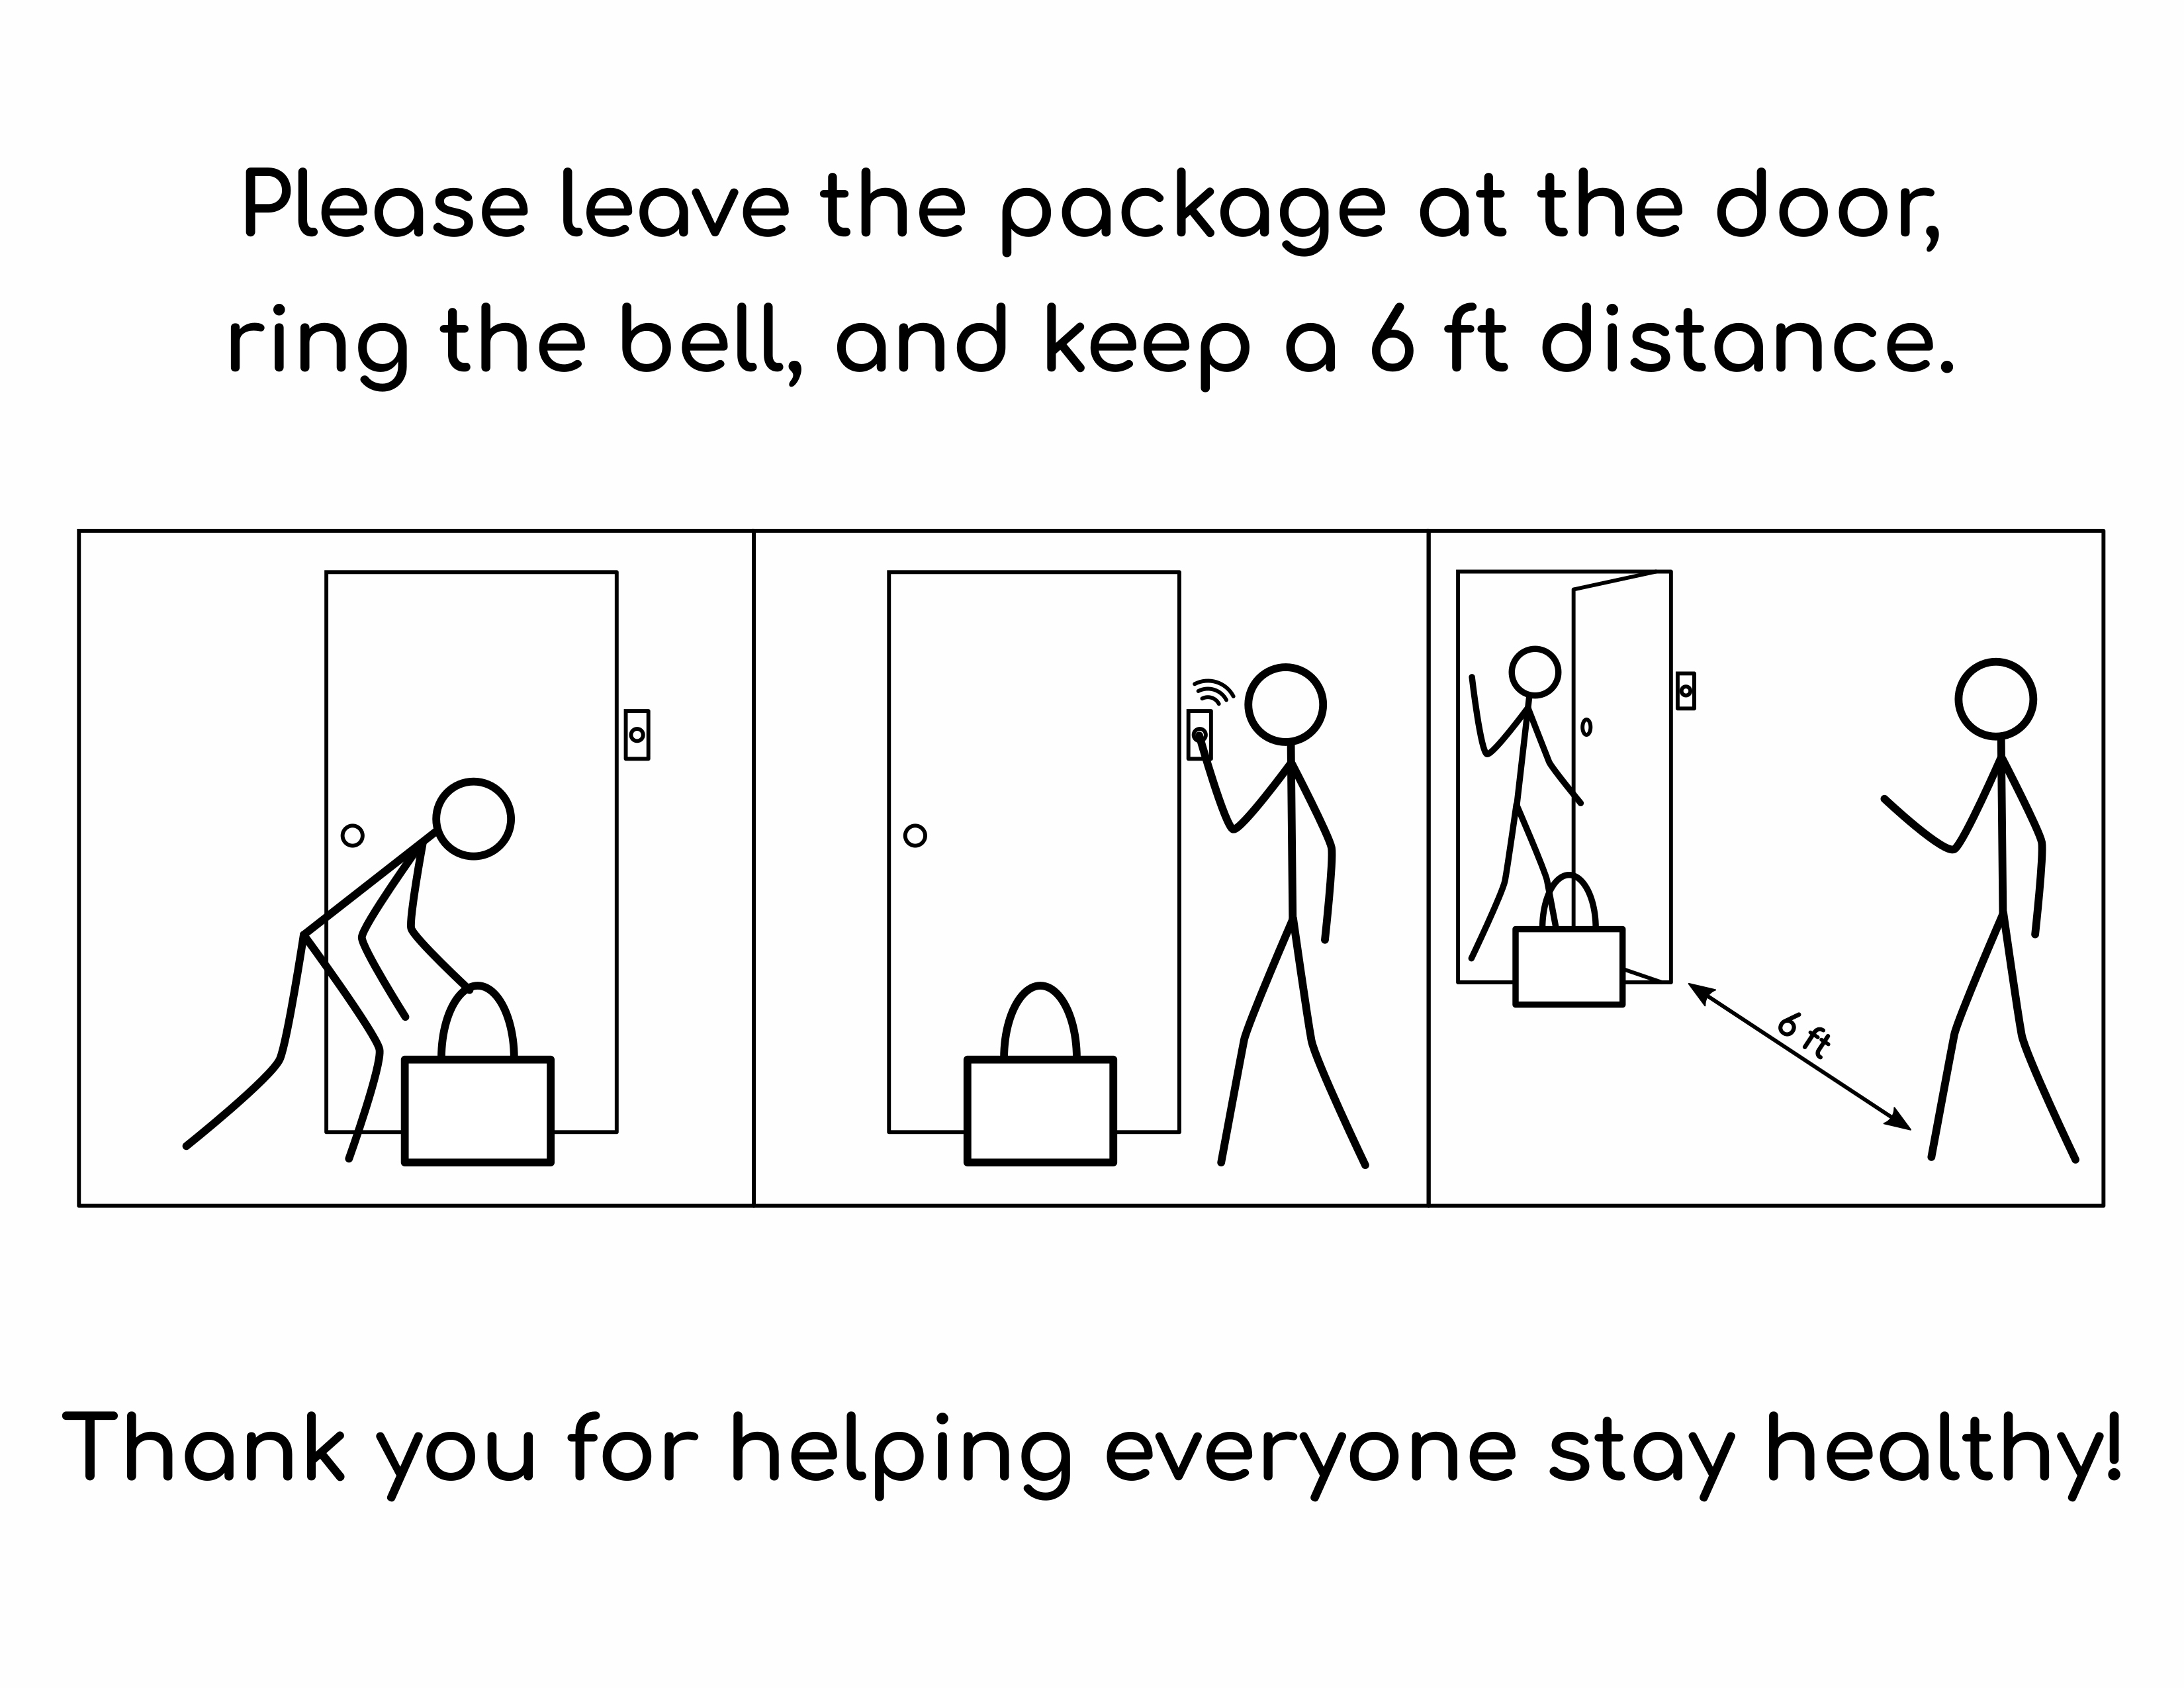 Please leave the package at the door,
ring the bell, and keep a 6 ft distance.
6 ft
Thank you for helping everyone stay healthy!